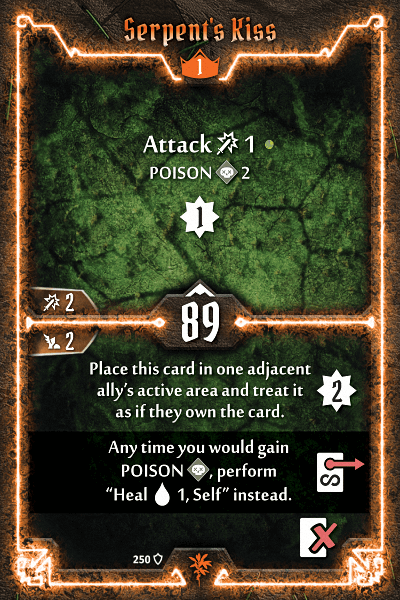 Serpent's Kiss
1
Attack 1
POISON 2
1
2
89
2
Place this card in one adjacent
ally's active area and treat it
as if they own the card.
2
Any time you would gain
POISON , perform
"Heal 1, Self" instead.
S
250